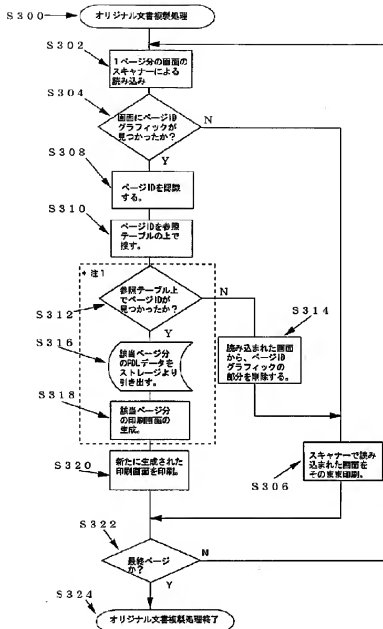 S300
オリジナル文書複製処理
S302
1ページ分の画面の
スキャナーによる
読み込み
S304
画面にページID
グラフィックが
見つかったか?
N
Y
S308
ページIDを認識
する。
S310
ページIDを参照
テーブルの上で
探す。
* 注1
S312
参照テーブル上
でページIDが
見つかったか?
N
Y
S314
読み込まれた画面
から、ページID
グラフィックの
部分を削除する。
S316
該当ページ分
のPDLデータを
ストレージより
引き出す。
S318
該当ページ分
の印刷画面の
生成。
S306
スキャナーで読み
込まれた画面を
そのまま印刷。
S320
新たに生成された
印刷画面を印刷。
S322
最終ページ
か?
N
Y
S324
オリジナル文書複製処理終了